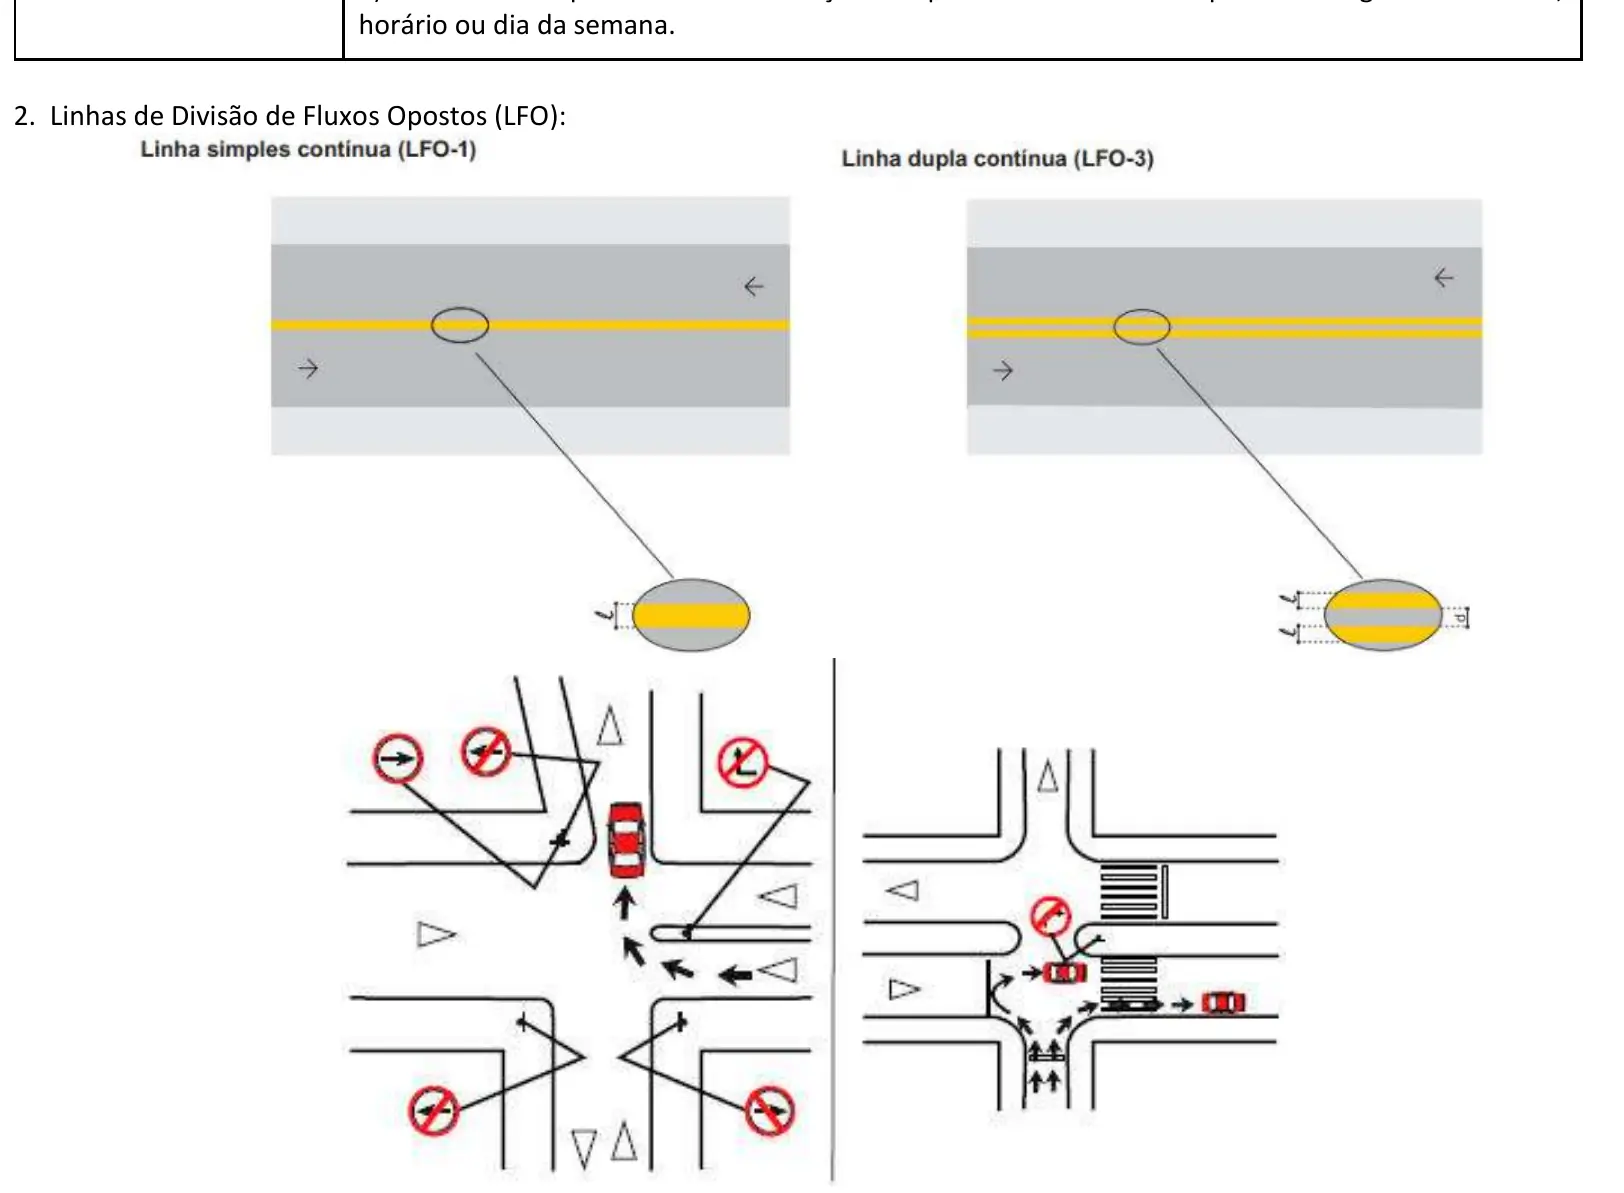 horário ou dia da semana.
2. Linhas de Divisão de Fluxos Opostos (LFO):
Linha simples contínua (LFO-1)
Linha dupla contínua (LFO-3)
ℓ
ℓ
d
ℓ